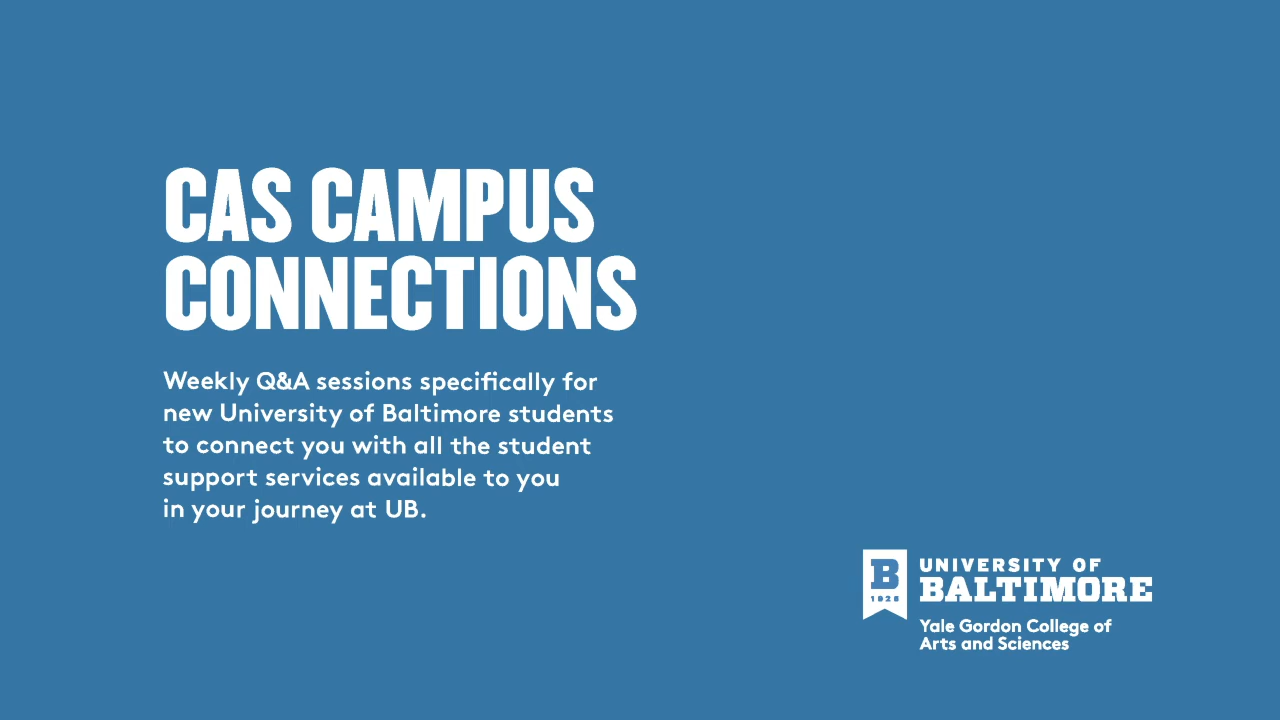 CAS CAMPUS
CONNECTIONS
Weekly Q&A sessions specifically for
new University of Baltimore students
to connect you with all the student
support services available to you
in your journey at UB.
B
1925
UNIVERSITY OF
BALTIMORE
Yale Gordon College of
Arts and Sciences